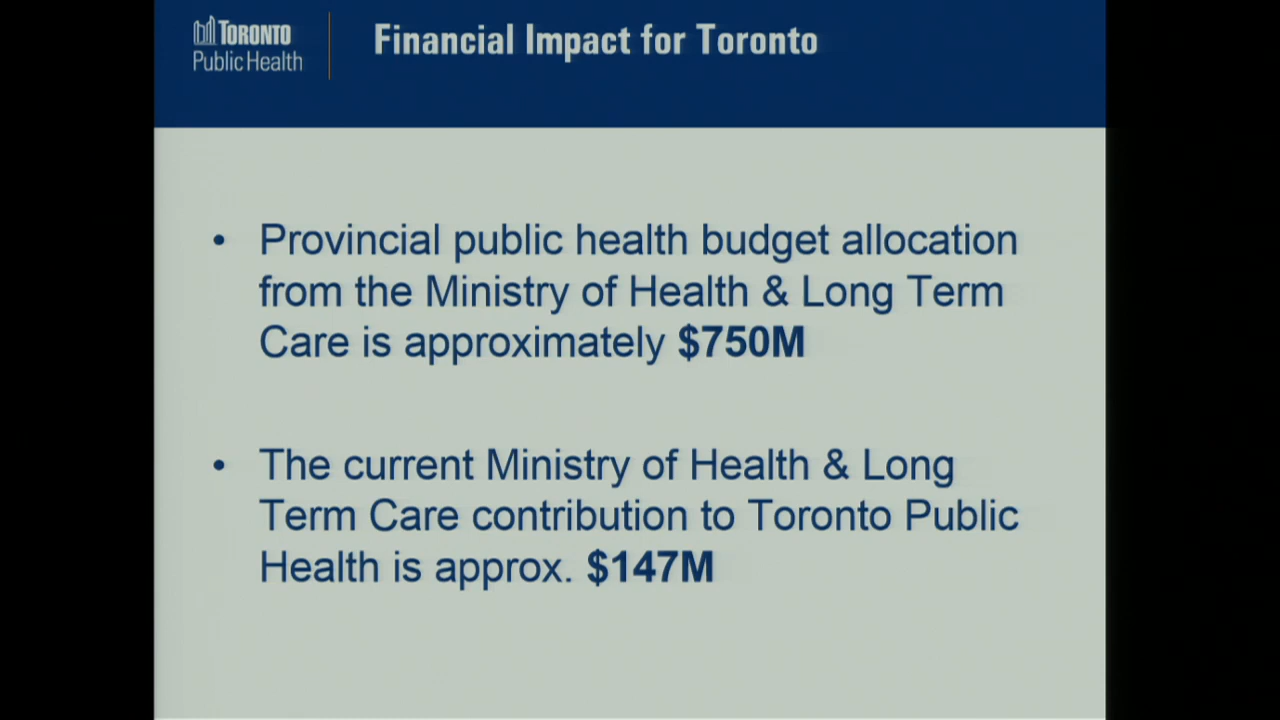 TORONTO
Public Health
Financial Impact for Toronto
• Provincial public health budget allocation
from the Ministry of Health & Long Term
Care is approximately $750M
• The current Ministry of Health & Long
Term Care contribution to Toronto Public
Health is approx. $147M